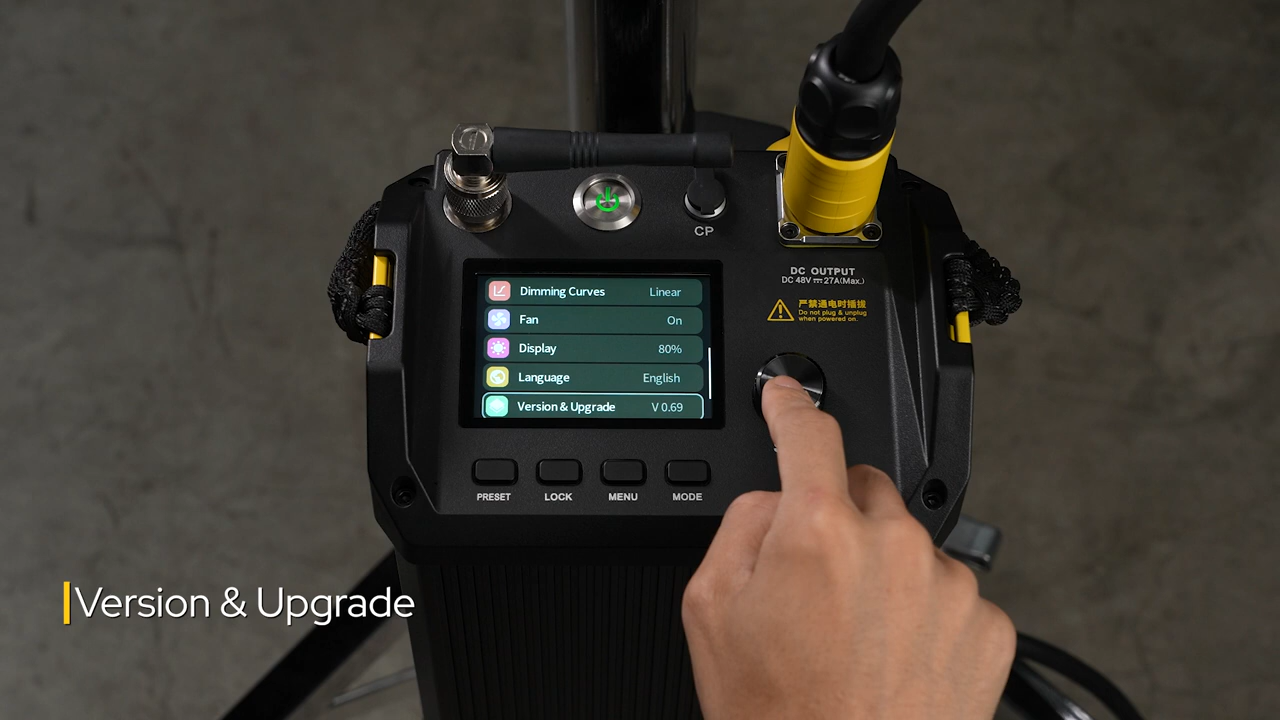 CP
DC OUTPUT
DC 48V⎓27A(Max.)
严禁通电时插拔
Do not plug & unplug
when powered on.
Dimming Curves Linear
Fan On
Display 80%
Language English
Version & Upgrade V 0.69
PRESET LOCK MENU MODE
Version & Upgrade